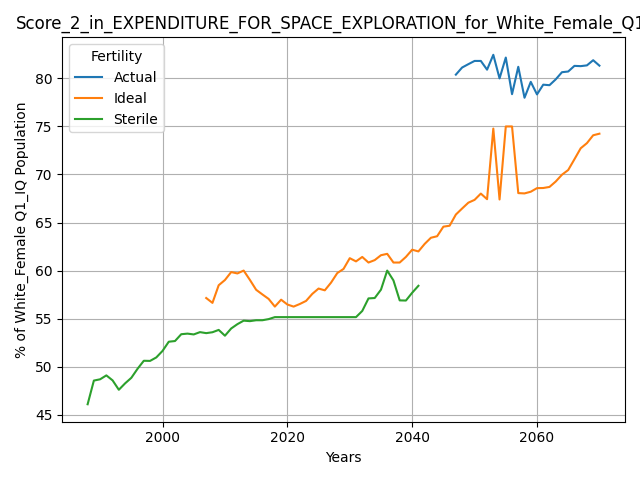 Score_2_in_EXPENDITURE_FOR_SPACE_EXPLORATION_for_White_Female_Q1
Fertility
Actual
Ideal
Sterile
% of White_Female Q1_IQ Population
80
75
70
65
60
55
50
45
2000
2020
2040
2060
Years